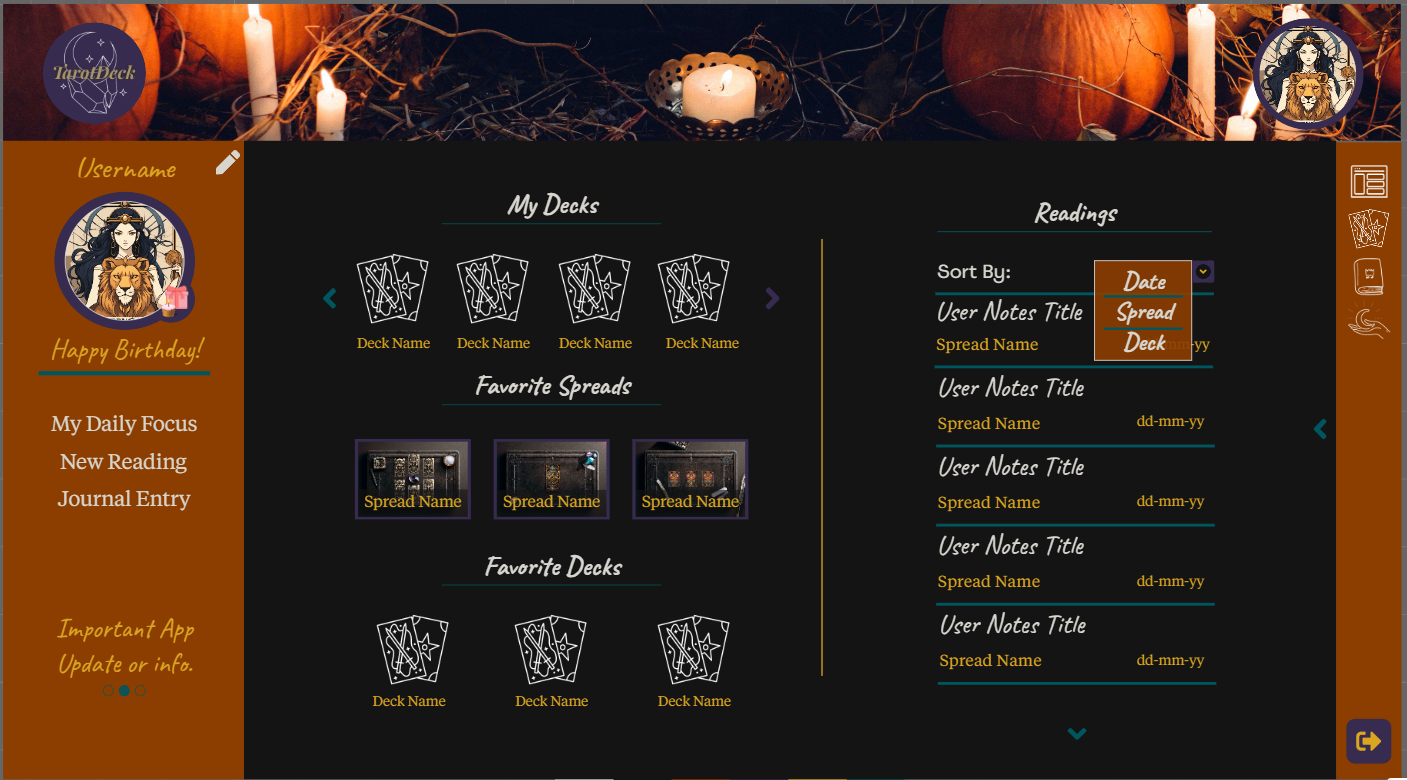 TarotDeck
Username
Happy Birthday!
My Daily Focus
New Reading
Journal Entry
Important App
Update or info.
My Decks
Deck Name
Deck Name
Deck Name
Deck Name
Favorite Spreads
Spread Name
Spread Name
Spread Name
Favorite Decks
Deck Name
Deck Name
Deck Name
Readings
Sort By:
Date
Spread
Deck
User Notes Title
Spread Name
mm-yy
User Notes Title
Spread Name
dd-mm-yy
User Notes Title
Spread Name
dd-mm-yy
User Notes Title
Spread Name
dd-mm-yy
User Notes Title
Spread Name
dd-mm-yy